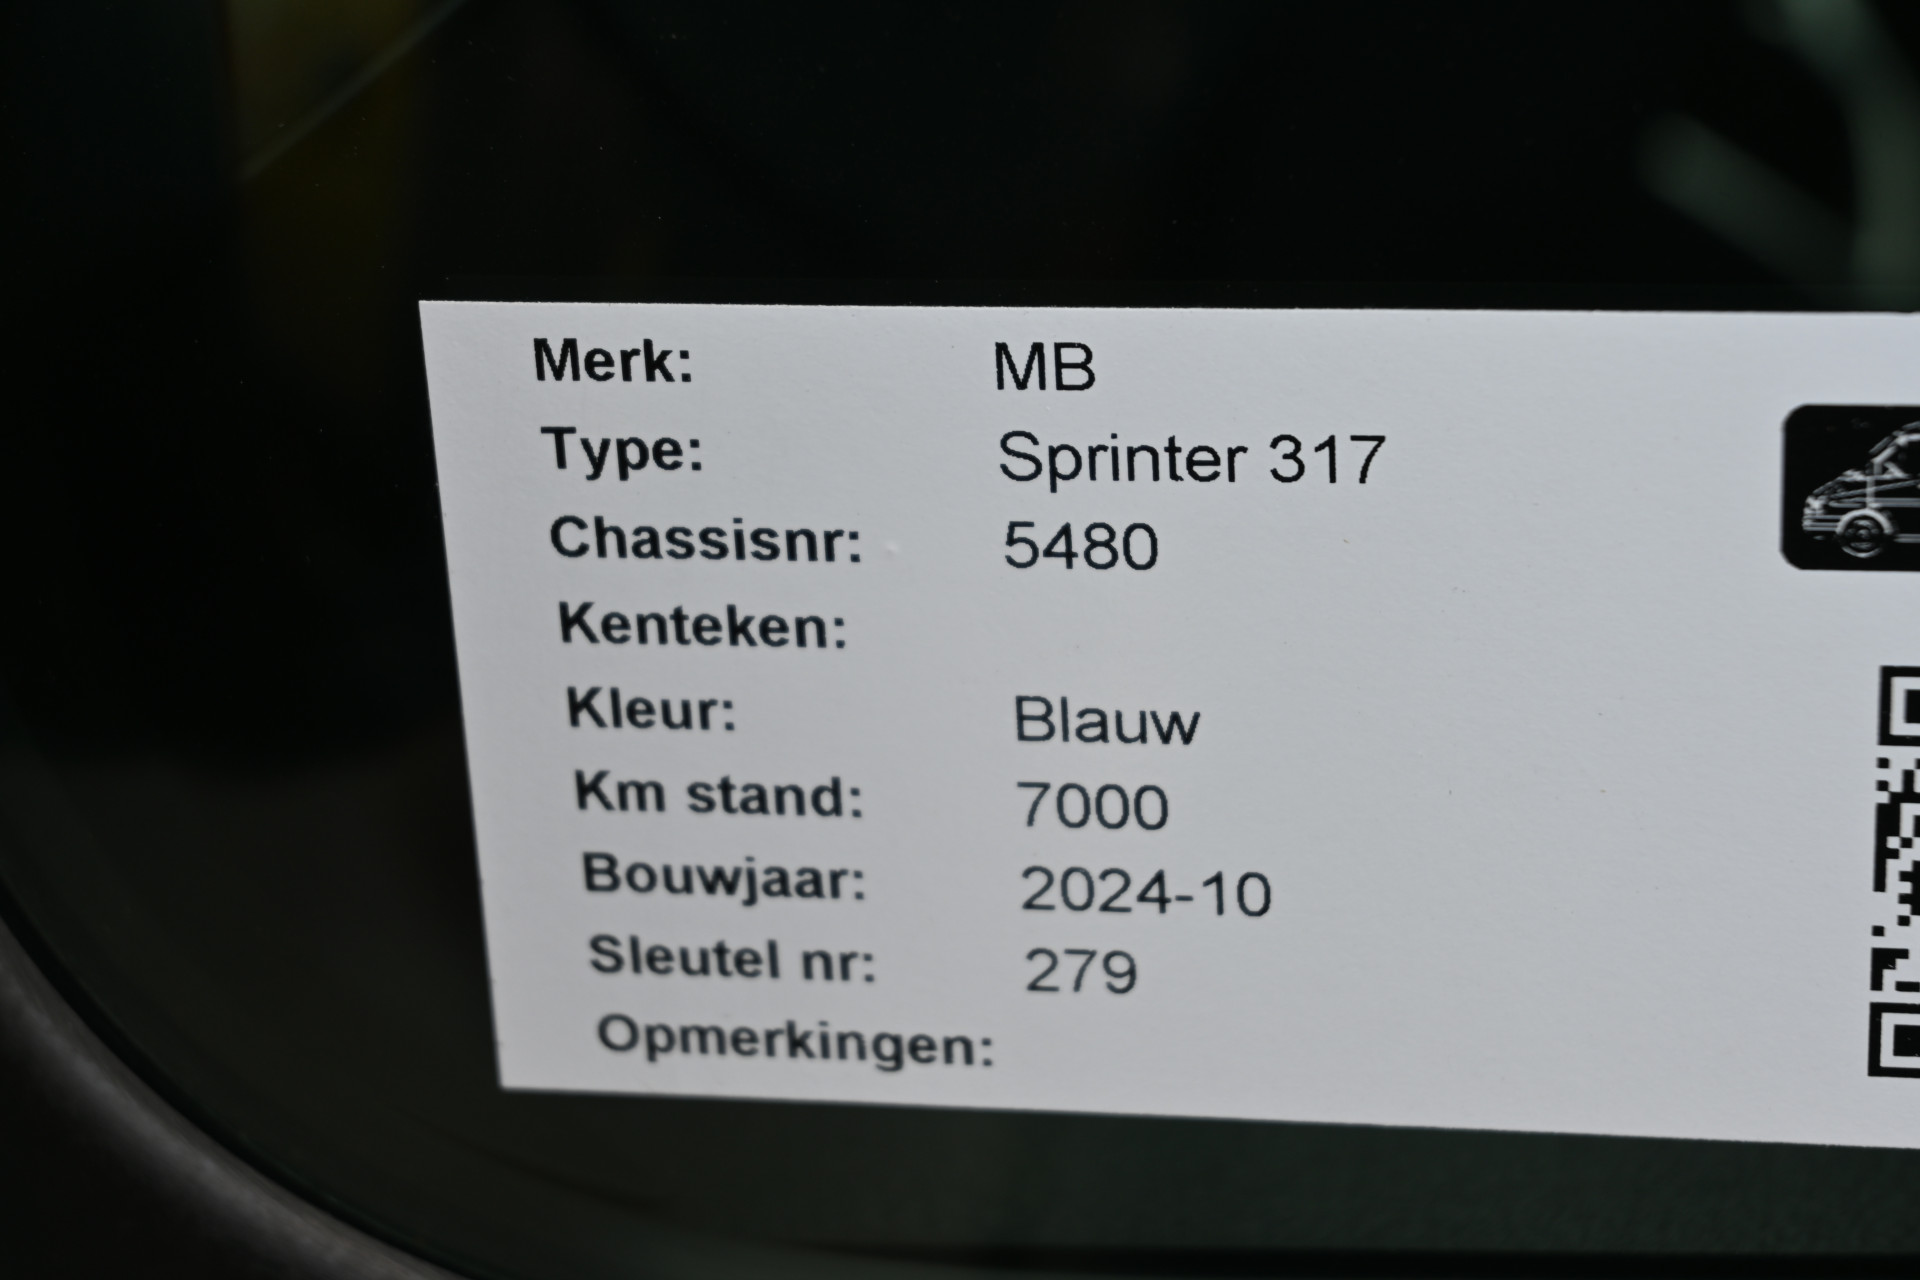 Merk: MB
Type: Sprinter 317
Chassisnr: 5480
Kenteken:
Kleur: Blauw
Km stand: 7000
Bouwjaar: 2024-10
Sleutel nr: 279
Opmerkingen: